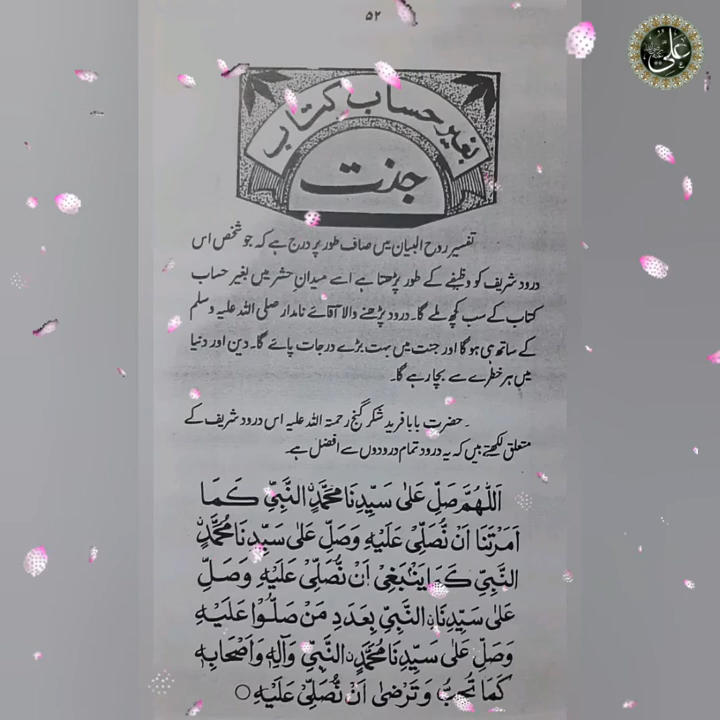 ۵۲
بغیر حساب کتاب
جنت
تفسیر روح البیان میں صاف طور پر درج ہے کہ جو شخص اس
درود شریف کو وظیفے کے طور پڑھتا ہے اسے میدانِ حشر میں بغیر حساب
کتاب کے سب کچھ ملے گا۔ درود پڑھنے والا آقائے نامدار صلی اللہ علیہ وسلم
کے ساتھ ہی ہوگا اور جنت میں بہت بڑے درجات پائے گا۔ دین اور دنیا
میں ہر خطرے سے بچا رہے گا۔
حضرت بابا فرید شکر گنج رحمتہ اللہ علیہ اس درود شریف کے
متعلق لکھتے ہیں کہ یہ درود تمام درودوں سے افضل ہے۔
اَللّٰهُمَّ صَلِّ عَلٰی سَیِّدِنَا مُحَمَّدِنِ النَّبِیِّ کَمَا
اَمَرْتَنَا اَنْ نُّصَلِّیَ عَلَیْهِ وَصَلِّ عَلٰی سَیِّدِنَا مُحَمَّدِنِ
النَّبِیِّ کَمَا یَنْبَغِیْ اَنْ نُّصَلِّیَ عَلَیْهِ وَصَلِّ
عَلٰی سَیِّدِنَا النَّبِیِّ بِعَدَدِ مَنْ صَلُّوْا عَلَیْهِ
وَصَلِّ عَلٰی سَیِّدِنَا مُحَمَّدِنِ النَّبِیِّ وَآلِهٖ وَاَصْحَابِهٖ
کَمَا تُحِبُّ وَتَرْضٰی اَنْ نُّصَلِّیَ عَلَیْهِ ○
علی